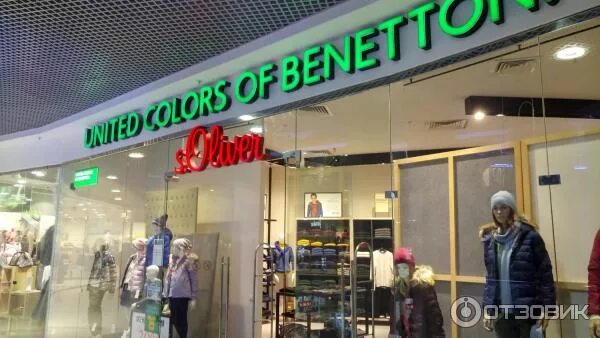 UNITED COLORS OF BENETTON.
s.Oliver
ОТЗОВИК